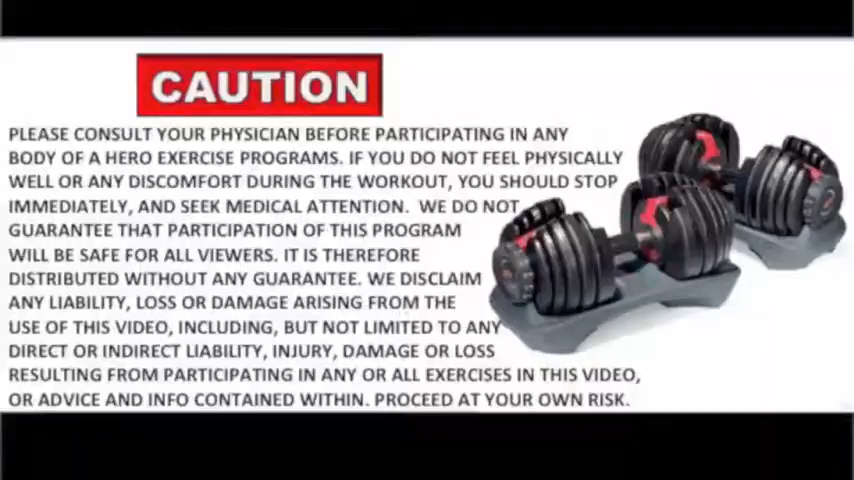 CAUTION
PLEASE CONSULT YOUR PHYSICIAN BEFORE PARTICIPATING IN ANY
BODY OF A HERO EXERCISE PROGRAMS. IF YOU DO NOT FEEL PHYSICALLY
WELL OR ANY DISCOMFORT DURING THE WORKOUT, YOU SHOULD STOP
IMMEDIATELY, AND SEEK MEDICAL ATTENTION. WE DO NOT
GUARANTEE THAT PARTICIPATION OF THIS PROGRAM
WILL BE SAFE FOR ALL VIEWERS. IT IS THEREFORE
DISTRIBUTED WITHOUT ANY GUARANTEE. WE DISCLAIM
ANY LIABILITY, LOSS OR DAMAGE ARISING FROM THE
USE OF THIS VIDEO, INCLUDING, BUT NOT LIMITED TO ANY
DIRECT OR INDIRECT LIABILITY, INJURY, DAMAGE OR LOSS
RESULTING FROM PARTICIPATING IN ANY OR ALL EXERCISES IN THIS VIDEO,
OR ADVICE AND INFO CONTAINED WITHIN. PROCEED AT YOUR OWN RISK.